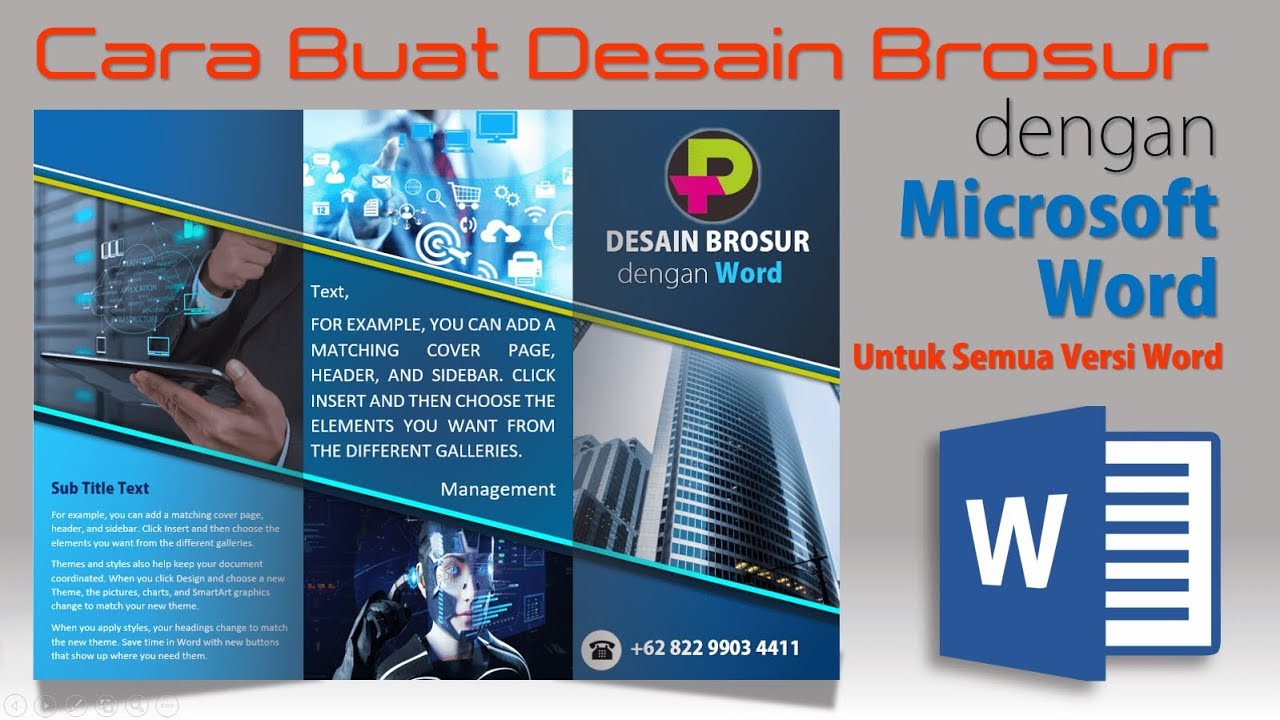 Cara Buat Desain Brosur
dengan
Microsoft
Word
Untuk Semua Versi Word
W
Text,
FOR EXAMPLE, YOU CAN ADD A
MATCHING COVER PAGE,
HEADER, AND SIDEBAR. CLICK
INSERT AND THEN CHOOSE THE
ELEMENTS YOU WANT FROM
THE DIFFERENT GALLERIES.
Management
Sub Title Text
For example, you can add a matching cover page,
header, and sidebar. Click Insert and then choose the
elements you want from the different galleries.
Themes and styles also help keep your document
coordinated. When you click Design and choose a new
Theme, the pictures, charts, and SmartArt graphics
change to match your new theme.
When you apply styles, your headings change to match
the new theme. Save time in Word with new buttons
that show up where you need them.
DESAIN BROSUR
dengan Word
+62 822 9903 4411
12
APPLICATION